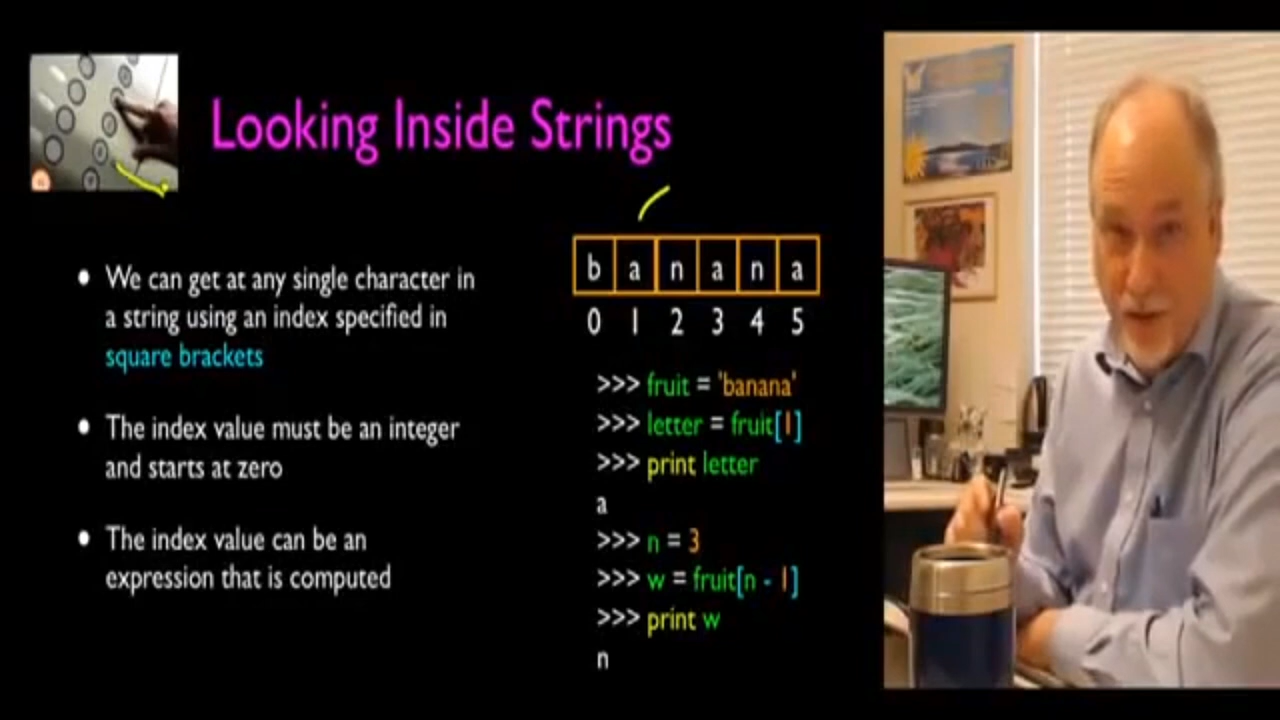 Looking Inside Strings
We can get at any single character in
a string using an index specified in
square brackets
The index value must be an integer
and starts at zero
The index value can be an
expression that is computed
b a n a n a
0 1 2 3 4 5
>>> fruit = 'banana'
>>> letter = fruit[1]
>>> print letter
a
>>> n = 3
>>> w = fruit[n - 1]
>>> print w
n